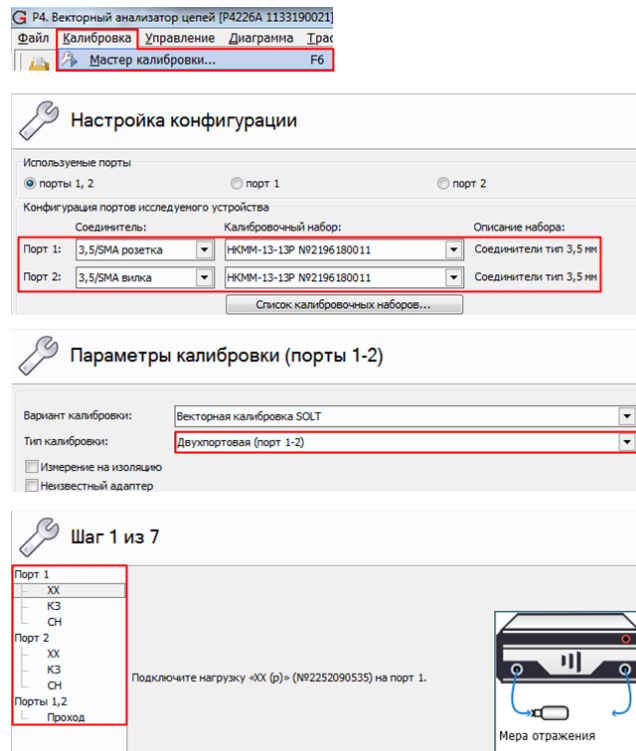 P4. Векторный анализатор цепей [P4226A 1133190021]
Файл Калибровка Управление Диаграмма Трас
Мастер калибровки... F6
Настройка конфигурации
Используемые порты
порты 1, 2 порт 1 порт 2
Конфигурация портов исследуемого устройства
Соединитель: Калибровочный набор: Описание набора:
Порт 1: 3,5/SMA розетка НКММ-13-13Р №2196180011 Соединители тип 3,5 мм
Порт 2: 3,5/SMA вилка НКММ-13-13Р №2196180011 Соединители тип 3,5 мм
Список калибровочных наборов...
Параметры калибровки (порты 1-2)
Вариант калибровки: Векторная калибровка SOLT
Тип калибровки: Двухпортовая (порт 1-2)
Измерение на изоляцию
Неизвестный адаптер
Шаг 1 из 7
Порт 1
ХХ
КЗ
СН
Порт 2
ХХ
КЗ
СН
Порты 1,2
Проход
Подключите нагрузку «ХХ (р)» (№2252090535) на порт 1.
Мера отражения